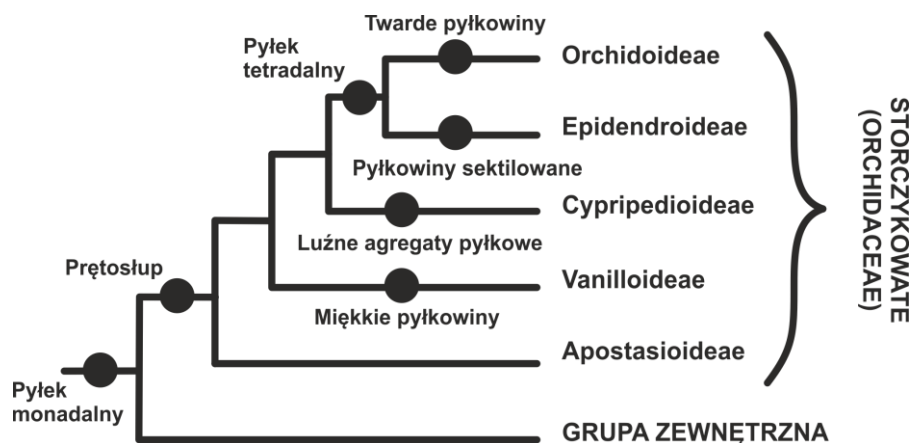 Twarde pyłkowiny
Pyłek
tetradalny
Orchidoideae
Epidendroideae
Pyłkowiny sektilowane
Cypripedioideae
Luźne agregaty pyłkowe
Prętosłup
Vanilloideae
Miękkie pyłkowiny
Apostasioideae
Pyłek
monadalny
GRUPA ZEWNĘTRZNA
STORCZYKOWATE
(ORCHIDACEAE)